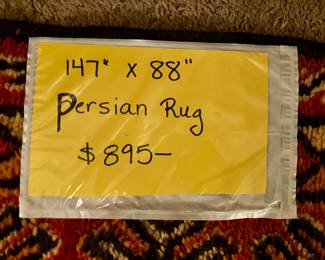 147" x 88"
Persian Rug
$895—